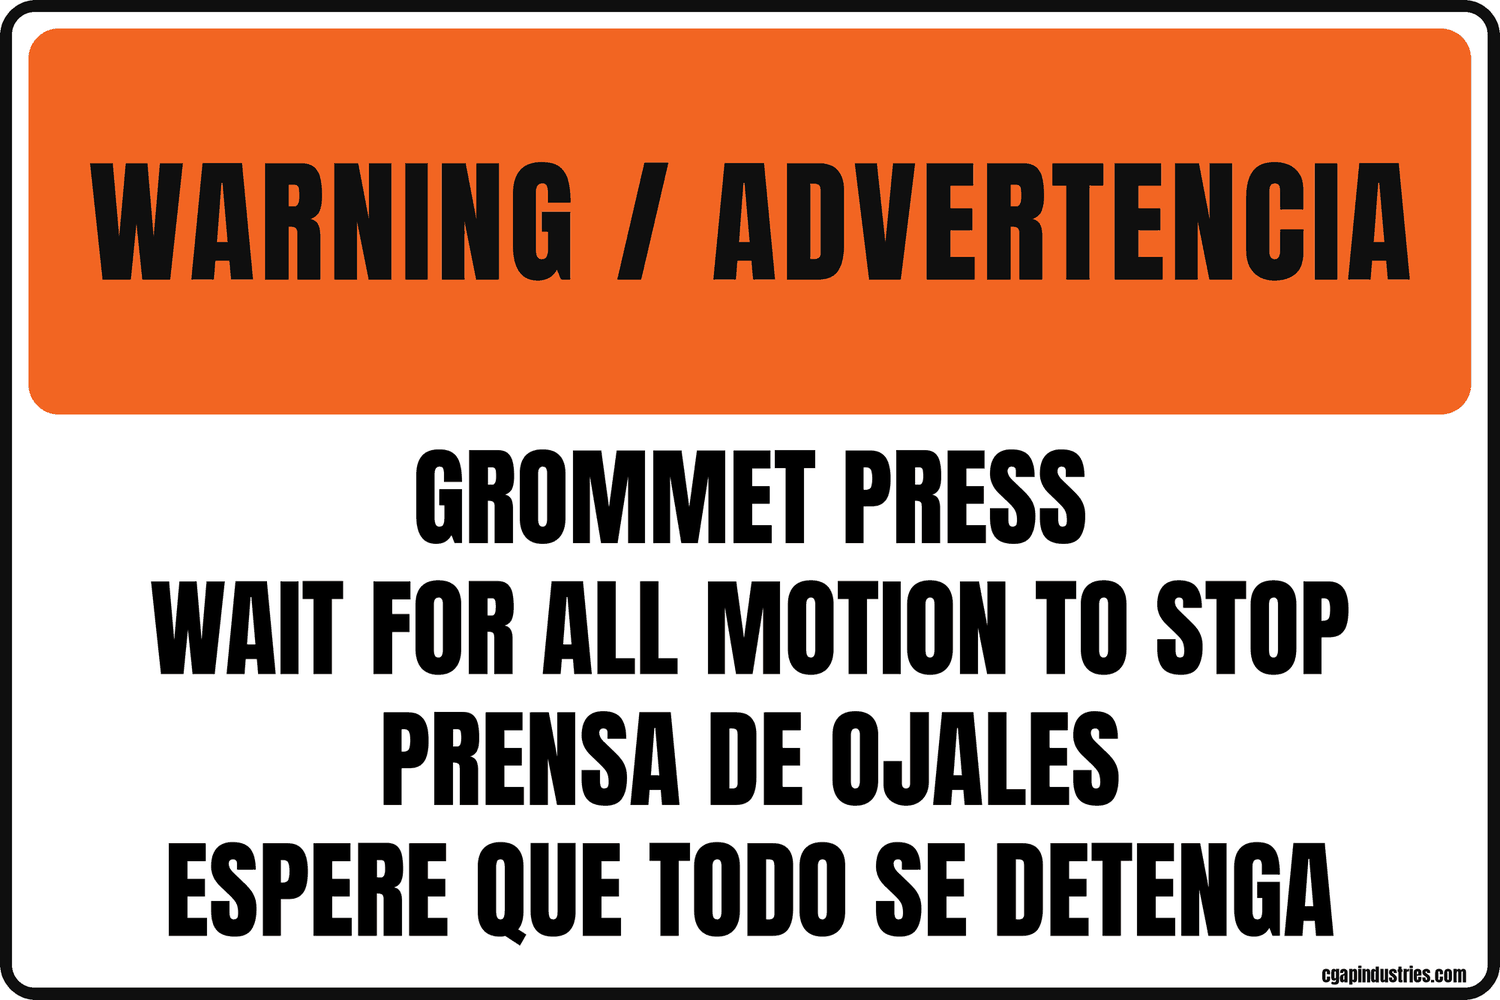 WARNING / ADVERTENCIA
GROMMET PRESS
WAIT FOR ALL MOTION TO STOP
PRENSA DE OJALES
ESPERE QUE TODO SE DETENGA
cgapindustries.com